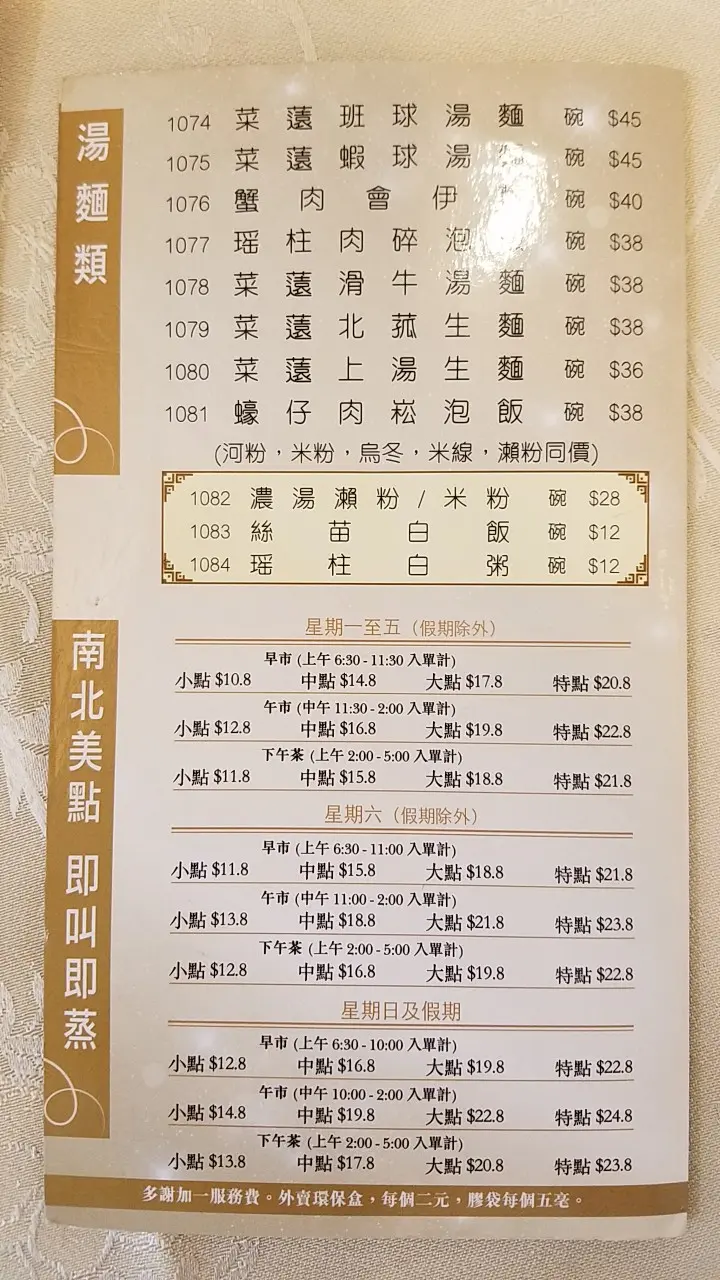 湯麵類
1074 菜薳班球湯麵 碗 $45
1075 菜薳蝦球湯 碗 $45
1076 蟹肉會伊 碗 $40
1077 瑶柱肉碎泡 碗 $38
1078 菜薳滑牛湯麵 碗 $38
1079 菜薳北菰生麵 碗 $38
1080 菜薳上湯生麵 碗 $36
1081 蠔仔肉崧泡飯 碗 $38
(河粉，米粉，烏冬，米線，瀨粉同價)
1082 濃湯瀨粉/米粉 碗 $28
1083 絲苗白飯 碗 $12
1084 瑶柱白粥 碗 $12
南北美點 即叫即蒸
星期一至五（假期除外）
早市 (上午 6:30 - 11:30 入單計)
小點 $10.8 中點 $14.8 大點 $17.8 特點 $20.8
午市 (中午 11:30 - 2:00 入單計)
小點 $12.8 中點 $16.8 大點 $19.8 特點 $22.8
下午茶 (上午 2:00 - 5:00 入單計)
小點 $11.8 中點 $15.8 大點 $18.8 特點 $21.8
星期六（假期除外）
早市 (上午 6:30 - 11:00 入單計)
小點 $11.8 中點 $15.8 大點 $18.8 特點 $21.8
午市 (中午 11:00 - 2:00 入單計)
小點 $13.8 中點 $18.8 大點 $21.8 特點 $23.8
下午茶 (上午 2:00 - 5:00 入單計)
小點 $12.8 中點 $16.8 大點 $19.8 特點 $22.8
星期日及假期
早市 (上午 6:30 - 10:00 入單計)
小點 $12.8 中點 $16.8 大點 $19.8 特點 $22.8
午市 (中午 10:00 - 2:00 入單計)
小點 $14.8 中點 $19.8 大點 $22.8 特點 $24.8
下午茶 (上午 2:00 - 5:00 入單計)
小點 $13.8 中點 $17.8 大點 $20.8 特點 $23.8
多謝加一服務費。外賣環保盒，每個二元，膠袋每個五毫。